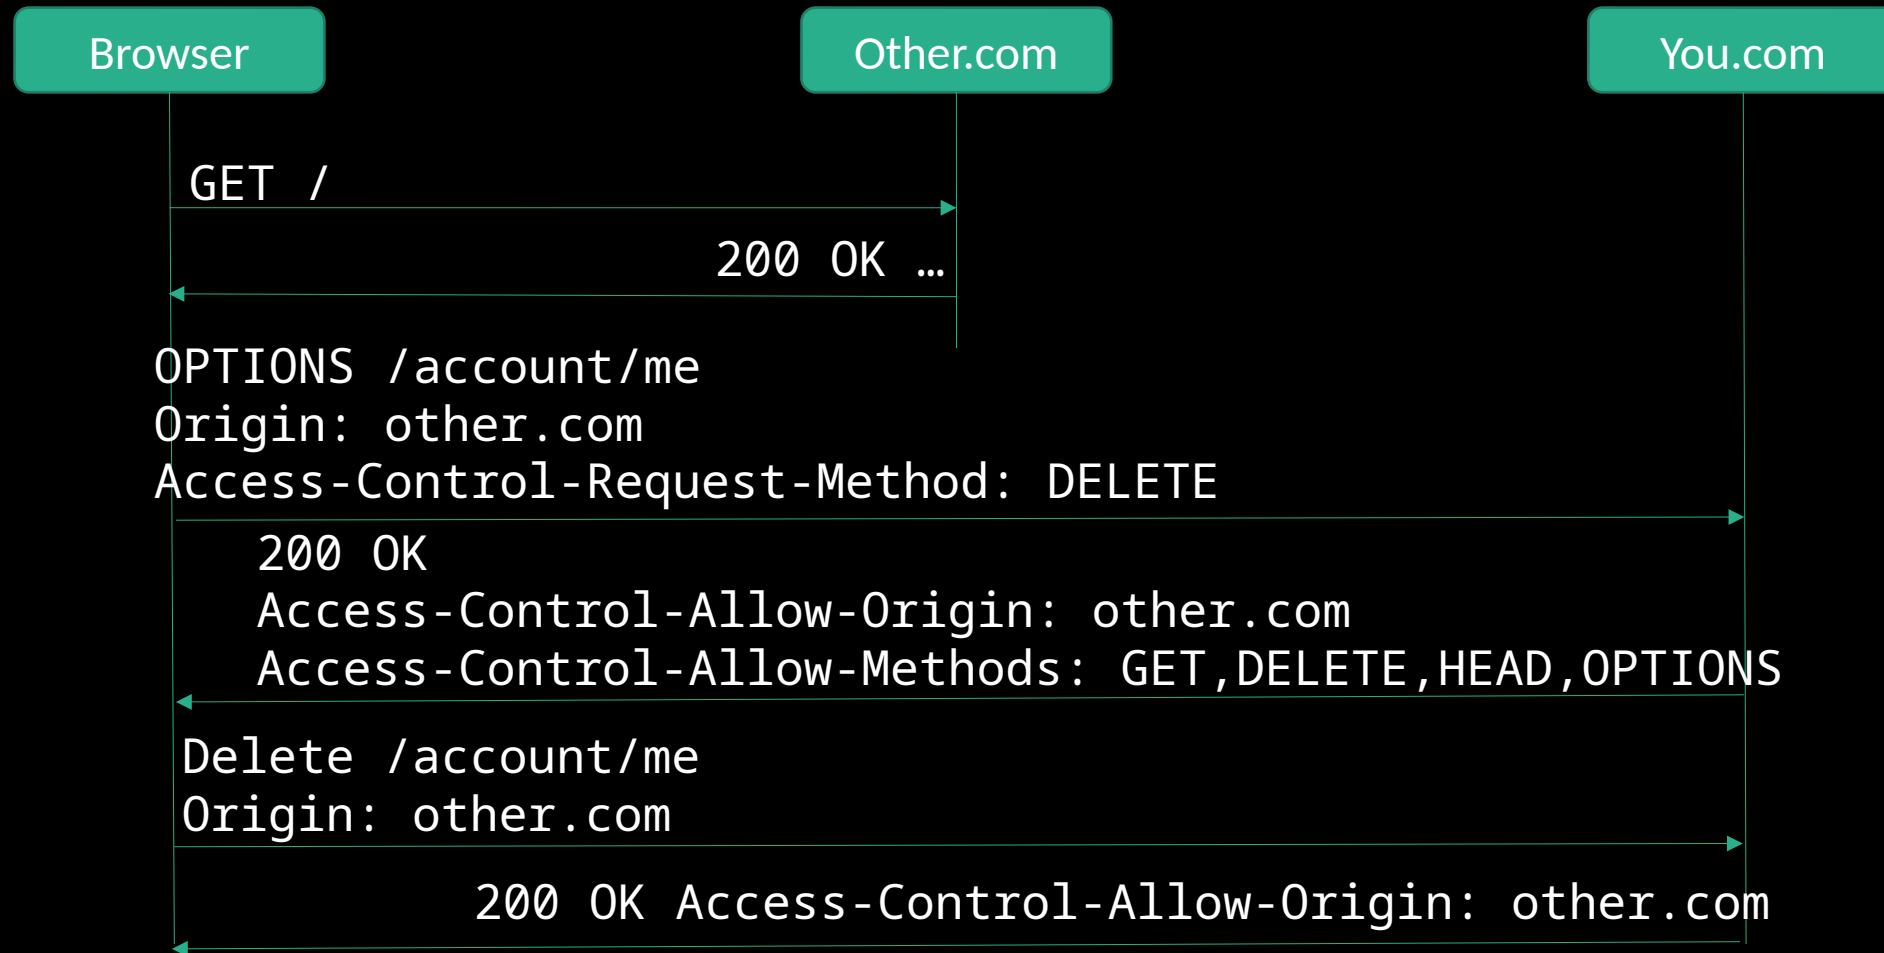 Browser
Other.com
You.com
GET /
200 OK …
OPTIONS /account/me
Origin: other.com
Access-Control-Request-Method: DELETE
200 OK
Access-Control-Allow-Origin: other.com
Access-Control-Allow-Methods: GET,DELETE,HEAD,OPTIONS
Delete /account/me
Origin: other.com
200 OK Access-Control-Allow-Origin: other.com